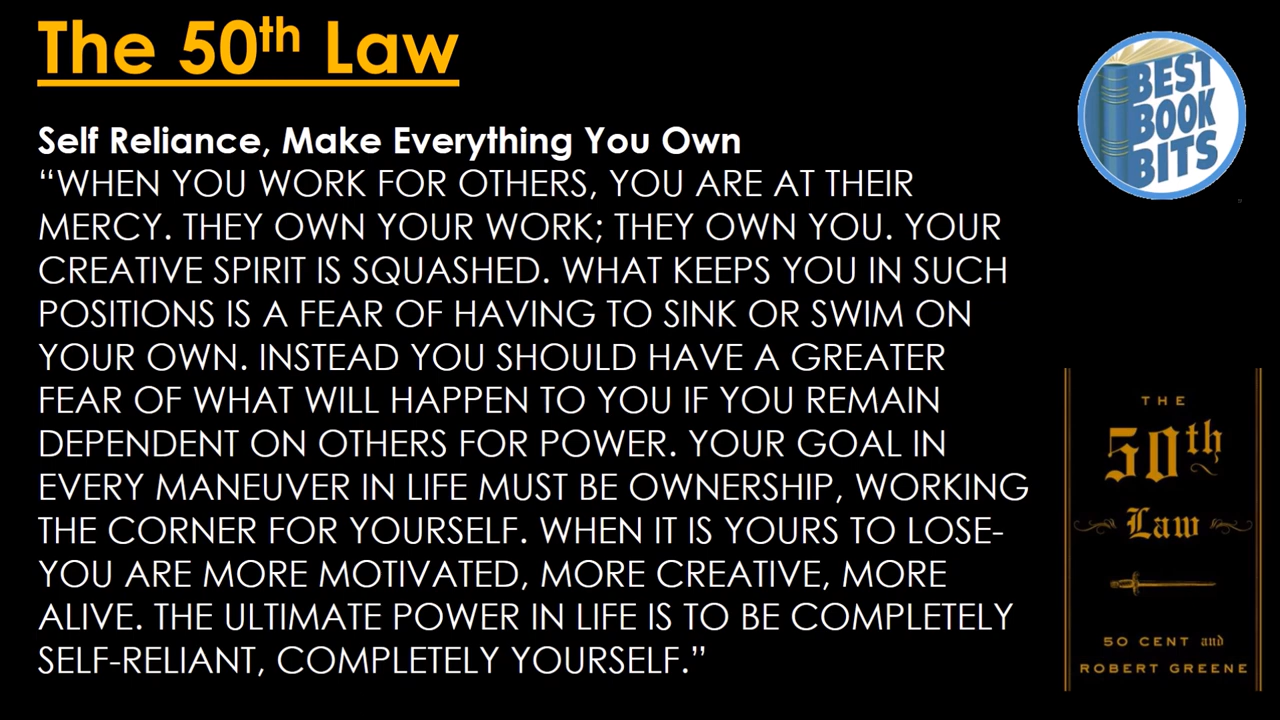 The 50th Law
Self Reliance, Make Everything You Own
“WHEN YOU WORK FOR OTHERS, YOU ARE AT THEIR
MERCY. THEY OWN YOUR WORK; THEY OWN YOU. YOUR
CREATIVE SPIRIT IS SQUASHED. WHAT KEEPS YOU IN SUCH
POSITIONS IS A FEAR OF HAVING TO SINK OR SWIM ON
YOUR OWN. INSTEAD YOU SHOULD HAVE A GREATER
FEAR OF WHAT WILL HAPPEN TO YOU IF YOU REMAIN
DEPENDENT ON OTHERS FOR POWER. YOUR GOAL IN
EVERY MANEUVER IN LIFE MUST BE OWNERSHIP, WORKING
THE CORNER FOR YOURSELF. WHEN IT IS YOURS TO LOSE-
YOU ARE MORE MOTIVATED, MORE CREATIVE, MORE
ALIVE. THE ULTIMATE POWER IN LIFE IS TO BE COMPLETELY
SELF-RELIANT, COMPLETELY YOURSELF.”
BEST
BOOK
BITS
THE
50th
Law
50 CENT and
ROBERT GREENE